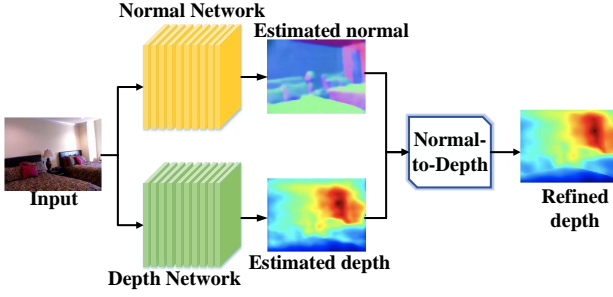 Normal Network
Estimated normal
Input
Normal-
to-Depth
Refined
depth
Estimated depth
Depth Network